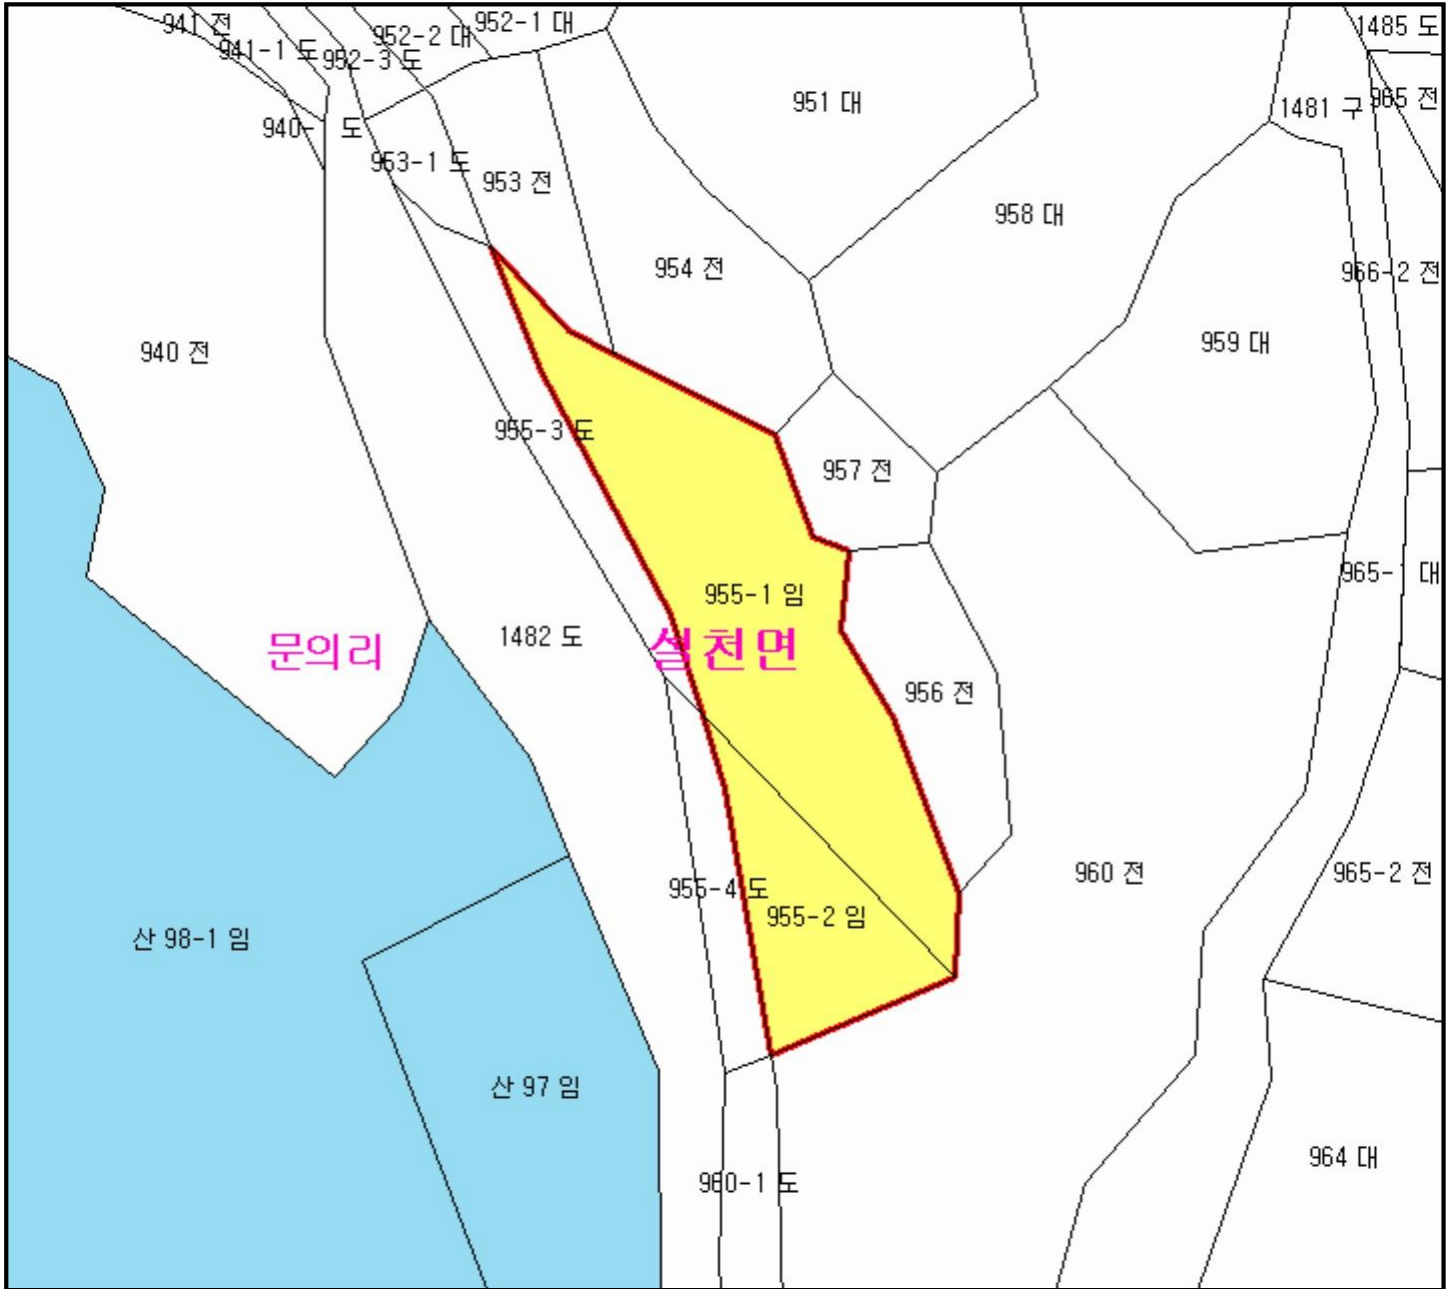 941 전
952-1 대
1485 도
941-1 도
952-2 대
952-3 도
951 대
965 전
1481 구
940- 도
953-1 도
953 전
958 대
954 전
966-2 전
959 대
940 전
955-3 도
957 전
965- 대
955-1 임
1482 도
문의리
설천면
956 전
960 전
965-2 전
955-4 도
955-2 임
산 98-1 임
산 97 임
964 대
960-1 도